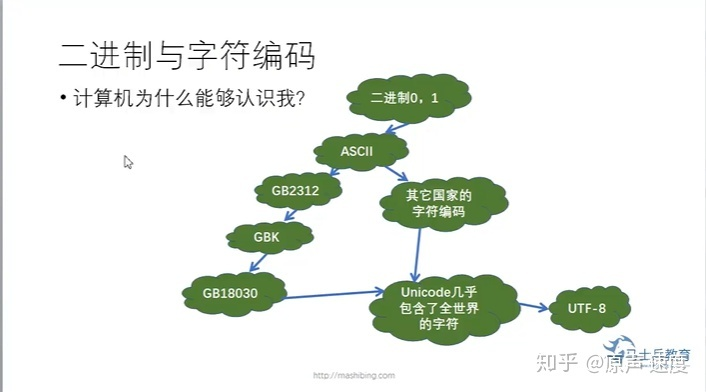 二进制与字符编码
• 计算机为什么能够认识我?
二进制0，1
ASCII
GB2312
其它国家的
字符编码
GBK
GB18030
Unicode几乎
包含了全世界
的字符
UTF-8
马士兵教育
知乎 @原声速度
http://mashibing.com